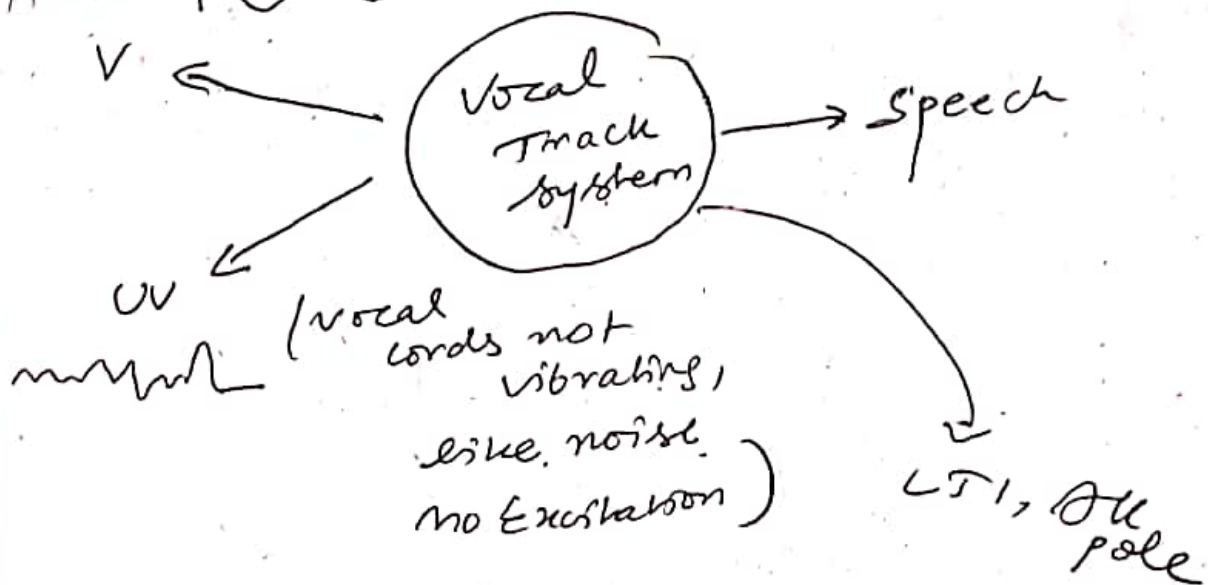 V
Vocal
Track
system
Speech
UV
(vocal
cords not
vibrating,
like noise.
no Excitation)
LTI, All
pole